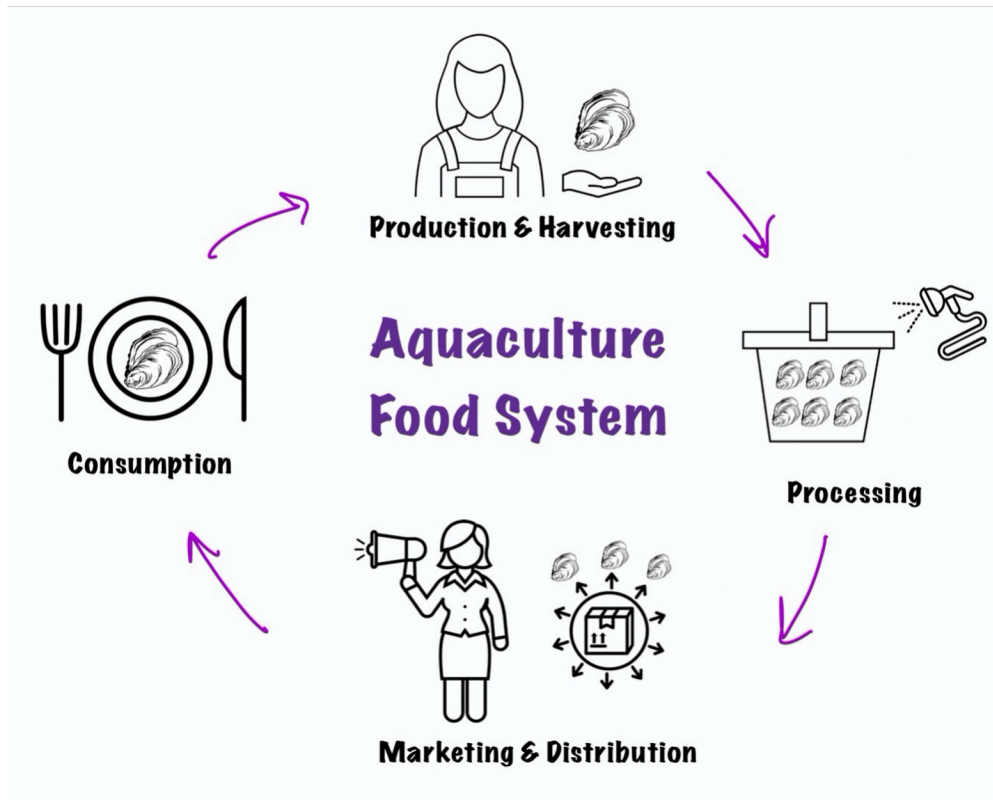 Production & Harvesting
Aquaculture
Food System
Consumption
Processing
Marketing & Distribution